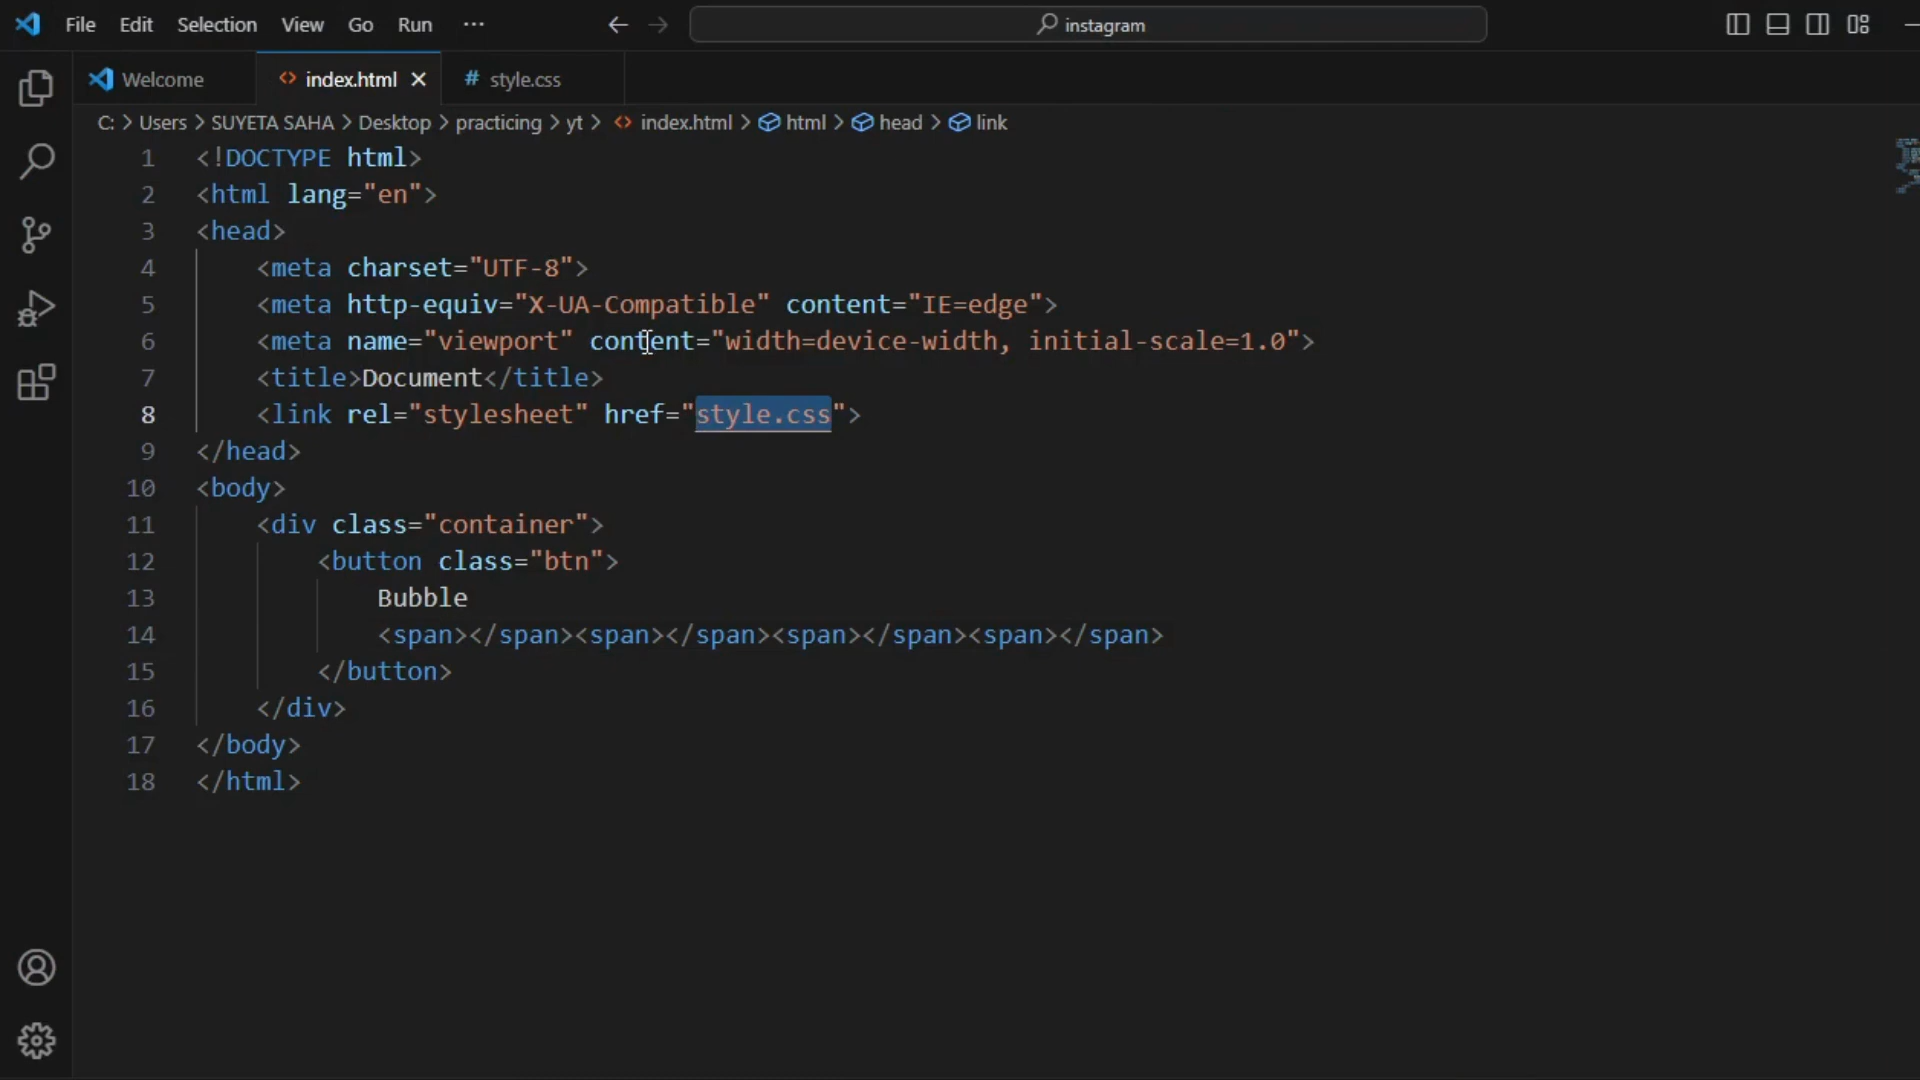 File Edit Selection View Go Run ··· instagram
Welcome index.html style.css
C: > Users > SUYETA SAHA > Desktop > practicing > yt > index.html > html > head > link
1 <!DOCTYPE html>
2 <html lang="en">
3 <head>
4 <meta charset="UTF-8">
5 <meta http-equiv="X-UA-Compatible" content="IE=edge">
6 <meta name="viewport" content="width=device-width, initial-scale=1.0">
7 <title>Document</title>
8 <link rel="stylesheet" href="style.css">
9 </head>
10 <body>
11 <div class="container">
12 <button class="btn">
13 Bubble
14 <span></span><span></span><span></span><span></span>
15 </button>
16 </div>
17 </body>
18 </html>